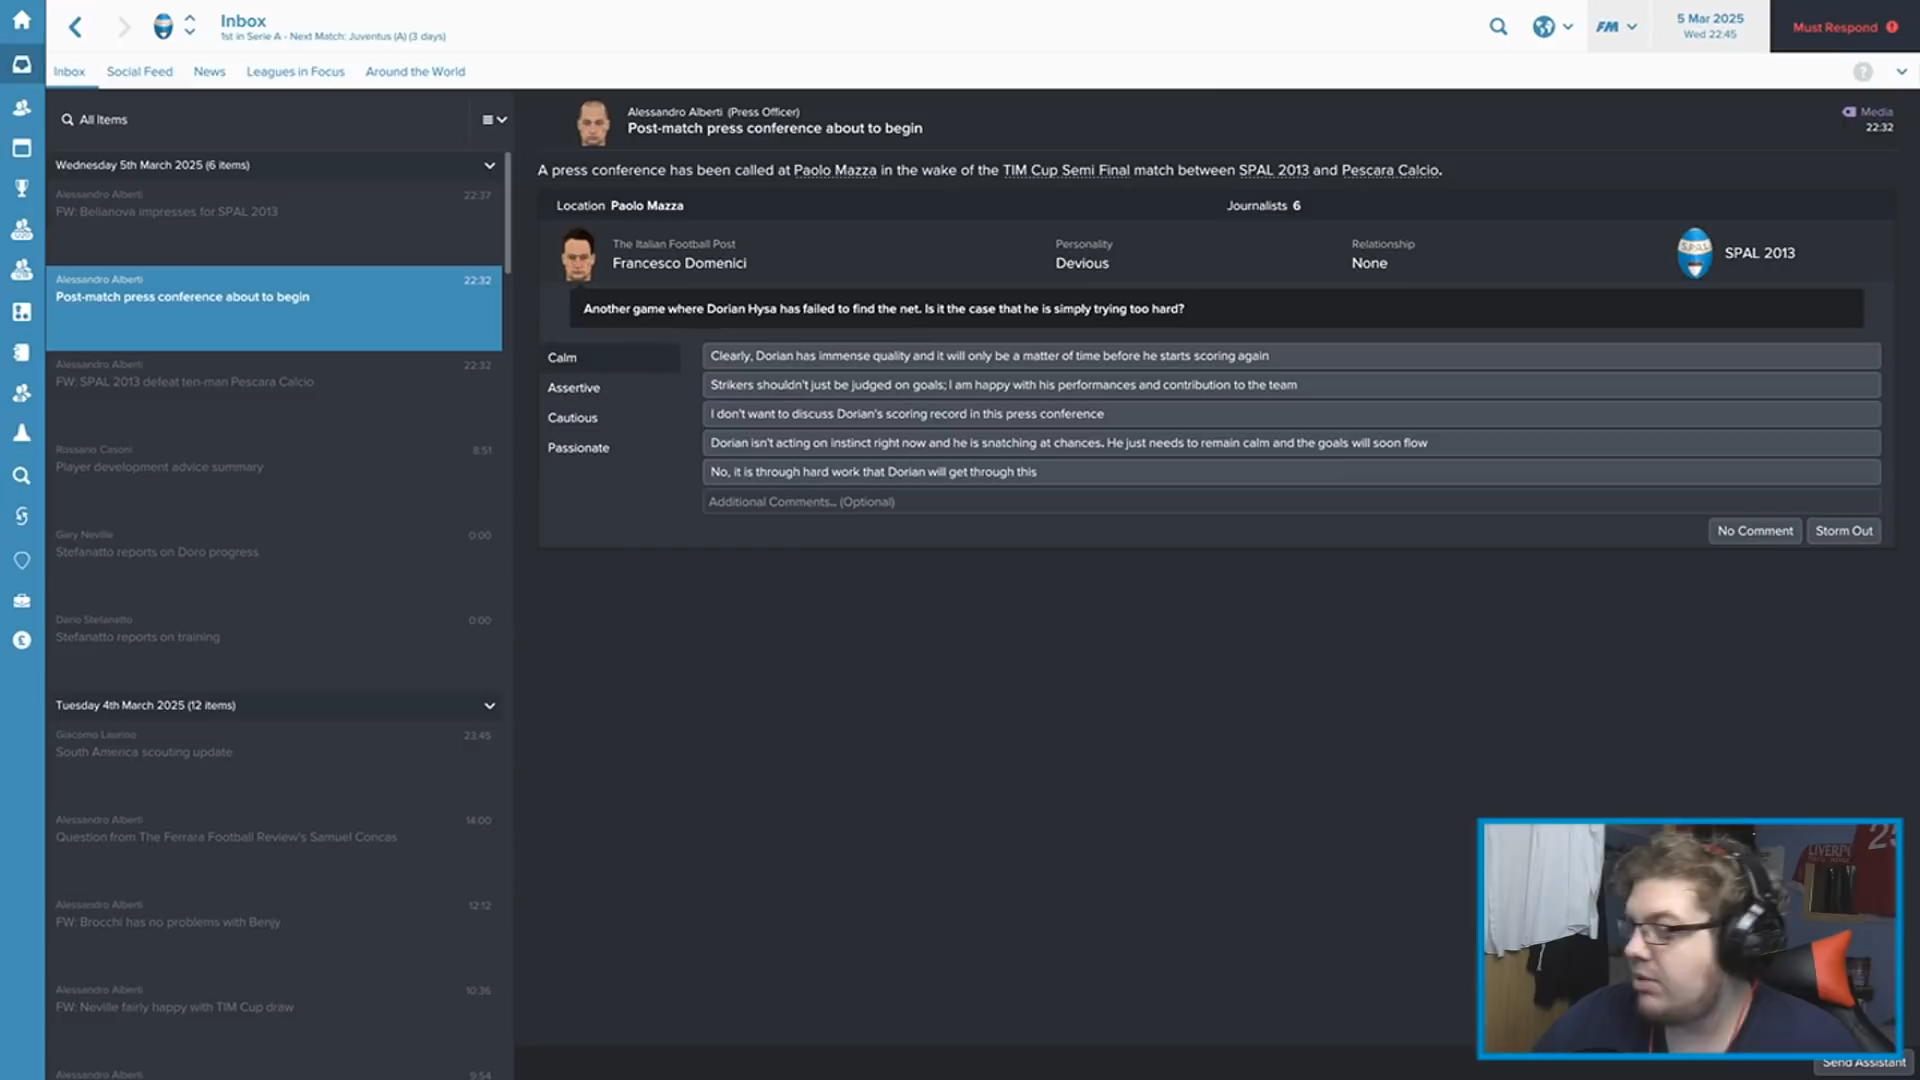 Inbox
1st in Serie A - Next Match: Juventus (A) (3 days)
FM
5 Mar 2025
Wed 22:45
Must Respond
Inbox
Social Feed
News
Leagues in Focus
Around the World
All Items
Wednesday 5th March 2025 (6 items)
Alessandro Alberti
22:37
FW: Bellanova impresses for SPAL 2013
Alessandro Alberti
22:32
Post-match press conference about to begin
Alessandro Alberti
22:32
FW: SPAL 2013 defeat ten-man Pescara Calcio
Rossano Casoni
8:51
Player development advice summary
Gary Neville
0:00
Stefanatto reports on Doro progress
Dario Stefanatto
0:00
Stefanatto reports on training
Tuesday 4th March 2025 (12 items)
Giacomo Laurino
23:45
South America scouting update
Alessandro Alberti
14:00
Question from The Ferrara Football Review's Samuel Concas
Alessandro Alberti
12:12
FW: Brocchi has no problems with Benjy
Alessandro Alberti
10:36
FW: Neville fairly happy with TIM Cup draw
Alessandro Alberti
9:54
Alessandro Alberti (Press Officer)
Post-match press conference about to begin
Media
22:32
A press conference has been called at Paolo Mazza in the wake of the TIM Cup Semi Final match between SPAL 2013 and Pescara Calcio.
Location Paolo Mazza
Journalists 6
The Italian Football Post
Francesco Domenici
Personality
Devious
Relationship
None
SPAL
SPAL 2013
Another game where Dorian Hysa has failed to find the net. Is it the case that he is simply trying too hard?
Calm
Assertive
Cautious
Passionate
Clearly, Dorian has immense quality and it will only be a matter of time before he starts scoring again
Strikers shouldn't just be judged on goals; I am happy with his performances and contribution to the team
I don't want to discuss Dorian's scoring record in this press conference
Dorian isn't acting on instinct right now and he is snatching at chances. He just needs to remain calm and the goals will soon flow
No, it is through hard work that Dorian will get through this
Additional Comments... (Optional)
No Comment
Storm Out
LIVERP
2
Send Assistant